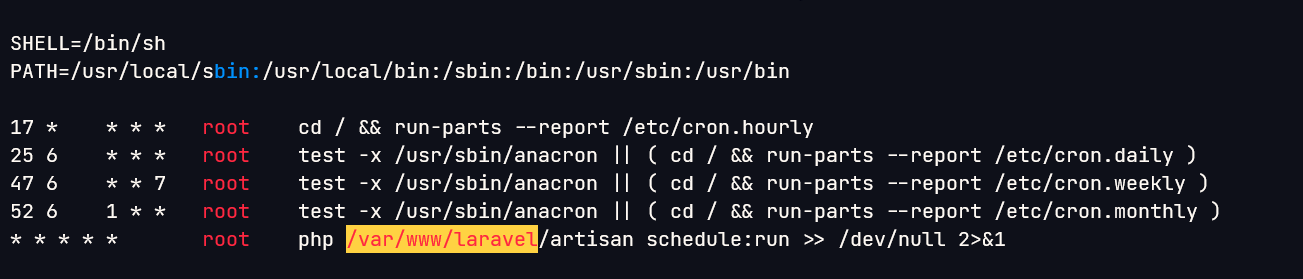 SHELL=/bin/sh
PATH=/usr/local/sbin:/usr/local/bin:/sbin:/bin:/usr/sbin:/usr/bin
17 *    * * *   root    cd / && run-parts --report /etc/cron.hourly
25 6    * * *   root    test -x /usr/sbin/anacron || ( cd / && run-parts --report /etc/cron.daily )
47 6    * * 7   root    test -x /usr/sbin/anacron || ( cd / && run-parts --report /etc/cron.weekly )
52 6    1 * *   root    test -x /usr/sbin/anacron || ( cd / && run-parts --report /etc/cron.monthly )
* * * * *       root    php /var/www/laravel/artisan schedule:run >> /dev/null 2>&1